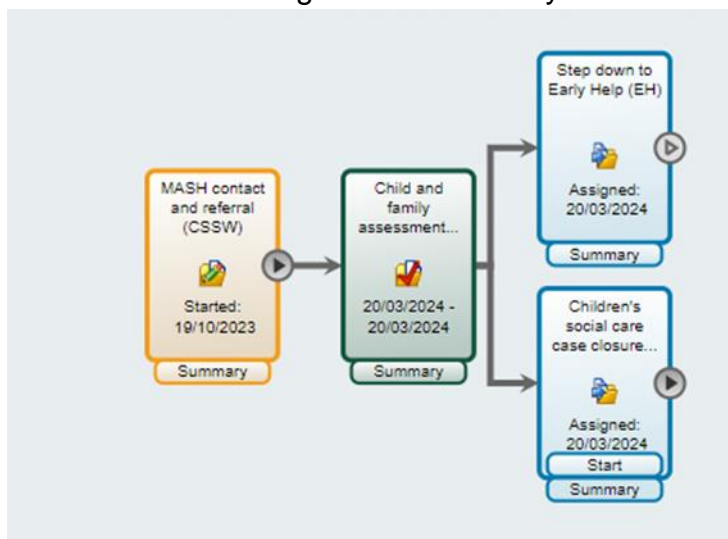 MASH contact
and referral
(CSSW)
Started:
19/10/2023
Summary
Child and
family
assessment...
20/03/2024 -
20/03/2024
Summary
Step down to
Early Help (EH)
Assigned:
20/03/2024
Summary
Children's
social care
case closure...
Assigned:
20/03/2024
Start
Summary